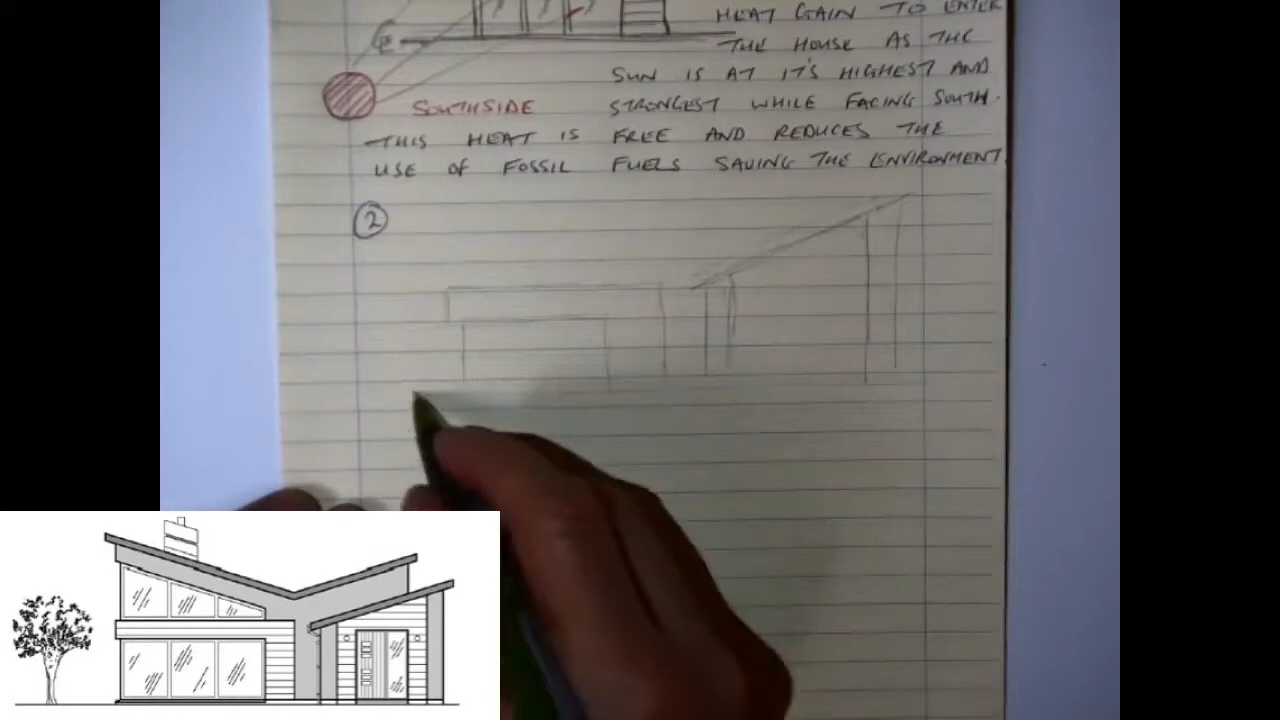 HEAT GAIN TO ENTER
THE HOUSE AS THE
SUN IS AT IT'S HIGHEST AND
SOUTHSIDE STRONGEST WHILE FACING SOUTH.
THIS HEAT IS FREE AND REDUCES THE
USE OF FOSSIL FUELS SAVING THE ENVIRONMENT.
2